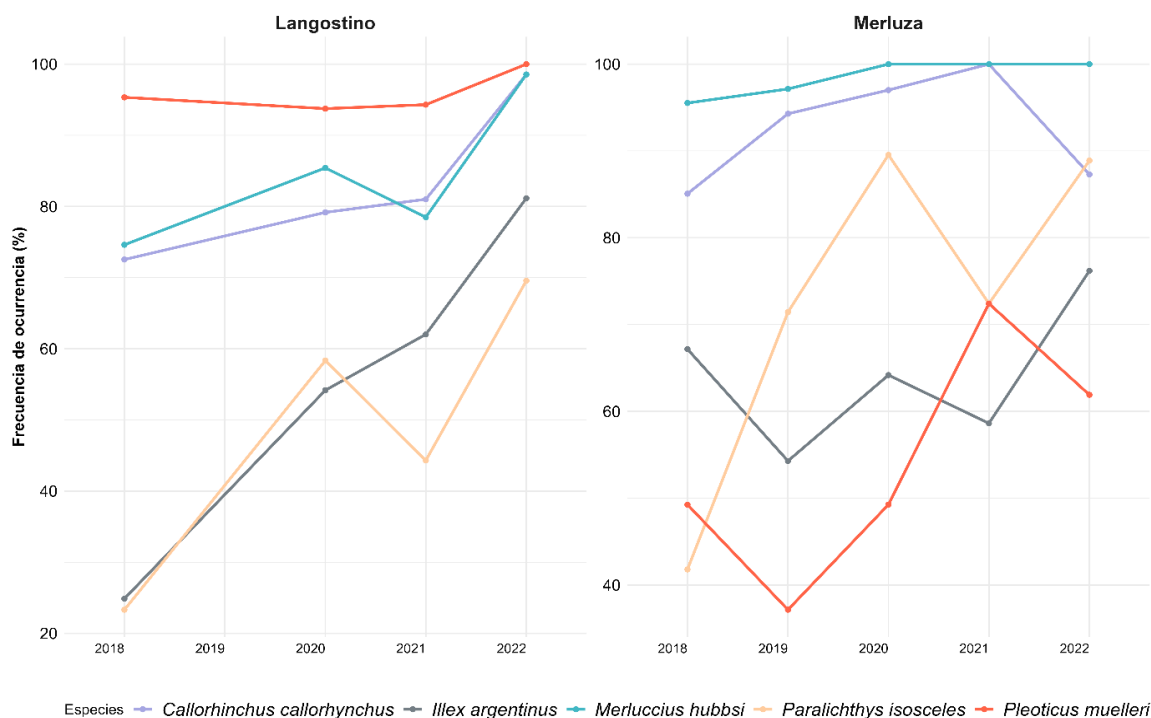 Langostino
Merluza
Frecuencia de ocurrencia (%)
100
80
60
40
20
2018 2019 2020 2021 2022
100
80
60
40
2018 2019 2020 2021 2022
Especies Callorhinchus callorhynchus Illex argentinus Merluccius hubbsi Paralichthys isosceles Pleoticus muelleri